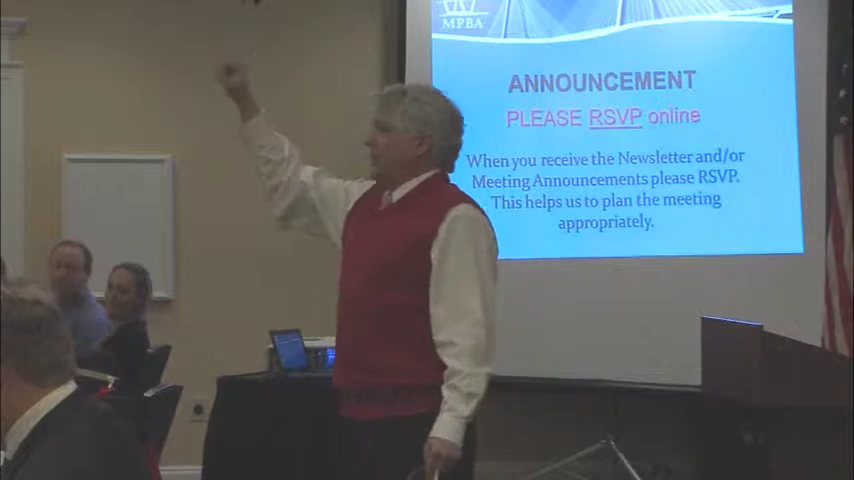 MPBA
ANNOUNCEMENT
PLEASE RSVP online
When you receive the Newsletter and/or
Meeting Announcements please RSVP.
This helps us to plan the meeting
appropriately.